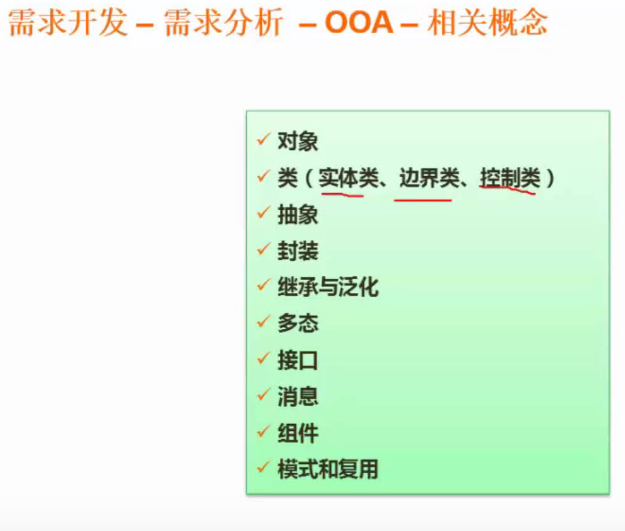 需求开发 – 需求分析 – OOA – 相关概念
✓ 对象
✓ 类（实体类、边界类、控制类）
✓ 抽象
✓ 封装
✓ 继承与泛化
✓ 多态
✓ 接口
✓ 消息
✓ 组件
✓ 模式和复用